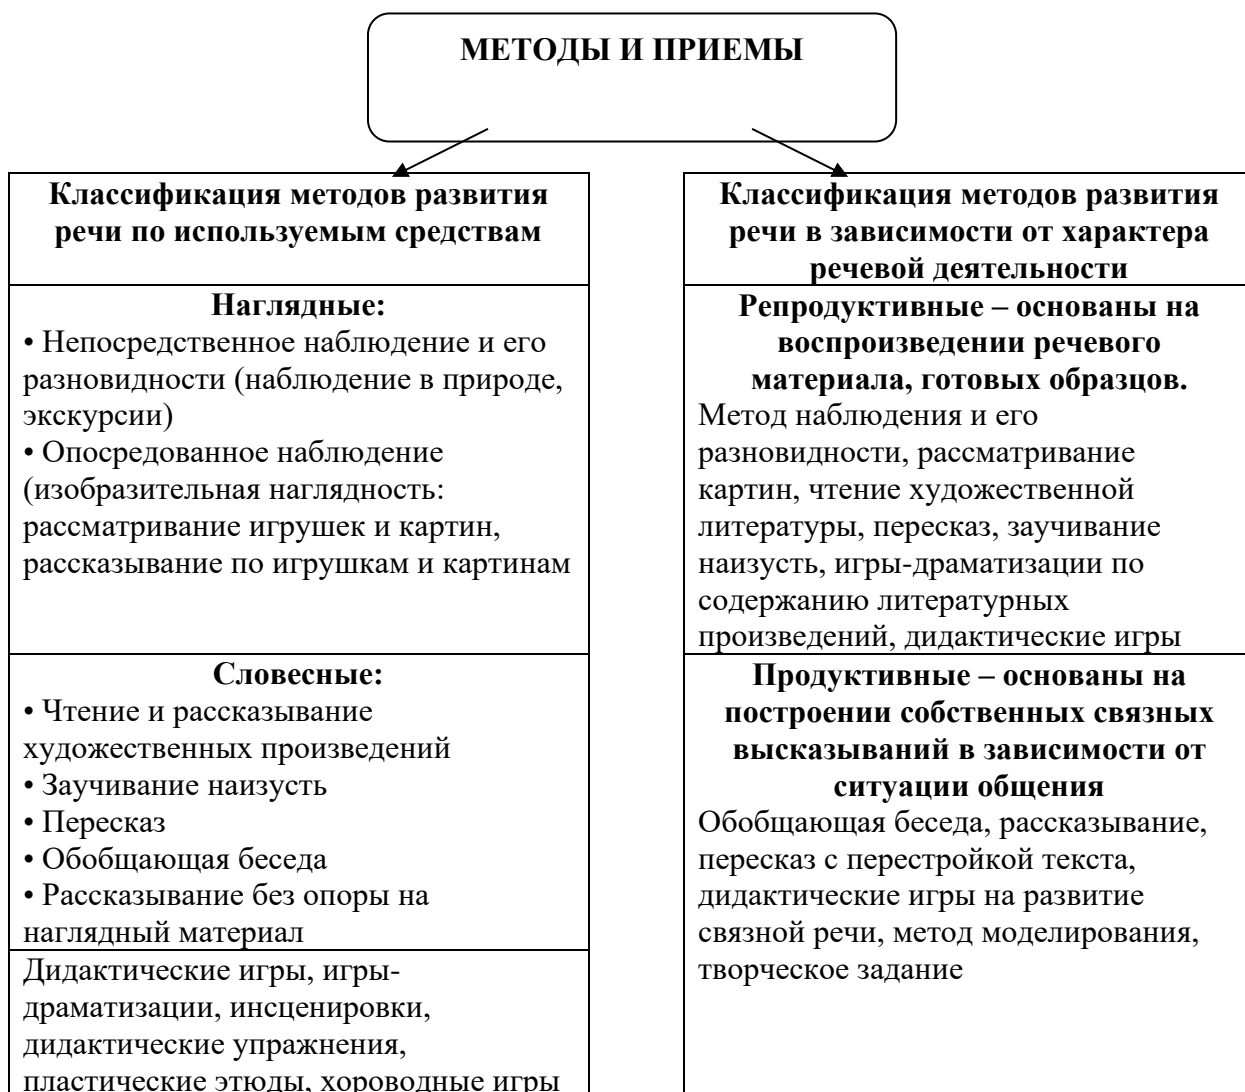 МЕТОДЫ И ПРИЕМЫ
Классификация методов развития
речи по используемым средствам
Наглядные:
• Непосредственное наблюдение и его
разновидности (наблюдение в природе,
экскурсии)
• Опосредованное наблюдение
(изобразительная наглядность:
рассматривание игрушек и картин,
рассказывание по игрушкам и картинам
Словесные:
• Чтение и рассказывание
художественных произведений
• Заучивание наизусть
• Пересказ
• Обобщающая беседа
• Рассказывание без опоры на
наглядный материал
Дидактические игры, игры-
драматизации, инсценировки,
дидактические упражнения,
пластические этюды, хороводные игры
Классификация методов развития
речи в зависимости от характера
речевой деятельности
Репродуктивные – основаны на
воспроизведении речевого
материала, готовых образцов.
Метод наблюдения и его
разновидности, рассматривание
картин, чтение художественной
литературы, пересказ, заучивание
наизусть, игры-драматизации по
содержанию литературных
произведений, дидактические игры
Продуктивные – основаны на
построении собственных связных
высказываний в зависимости от
ситуации общения
Обобщающая беседа, рассказывание,
пересказ с перестройкой текста,
дидактические игры на развитие
связной речи, метод моделирования,
творческое задание